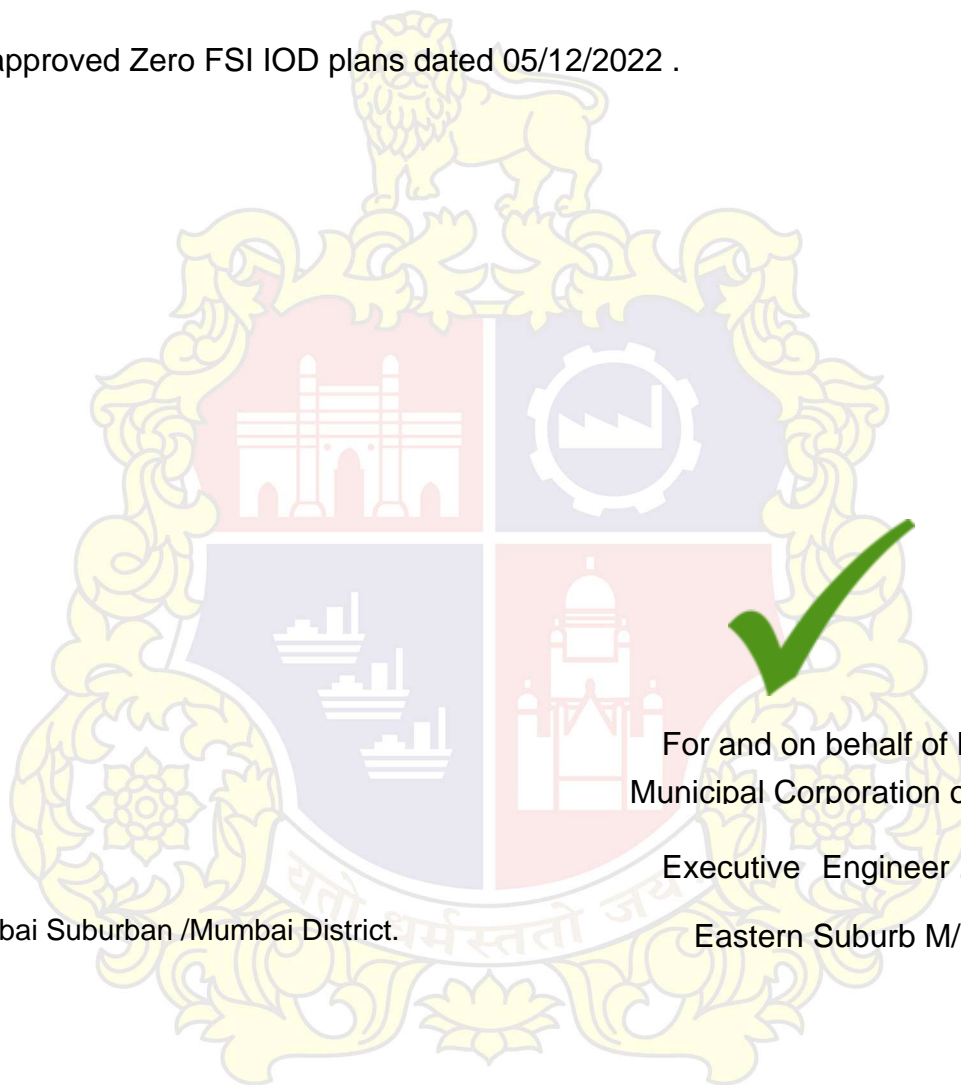 approved Zero FSI IOD plans dated 05/12/2022 .
For and on behalf of
Municipal Corporation
Executive Engineer
bai Suburban /Mumbai District.
Eastern Suburb M/
यतो धर्मस्ततो जय